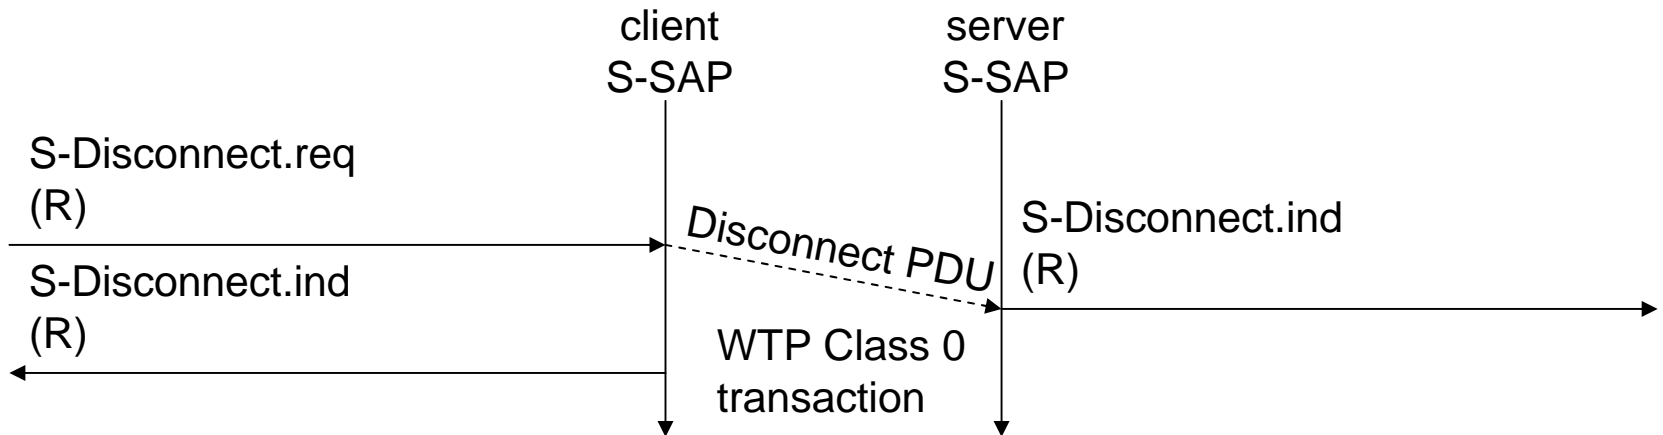 client
S-SAP
server
S-SAP
S-Disconnect.req
(R)
S-Disconnect.ind
(R)
Disconnect PDU
S-Disconnect.ind
(R)
WTP Class 0
transaction